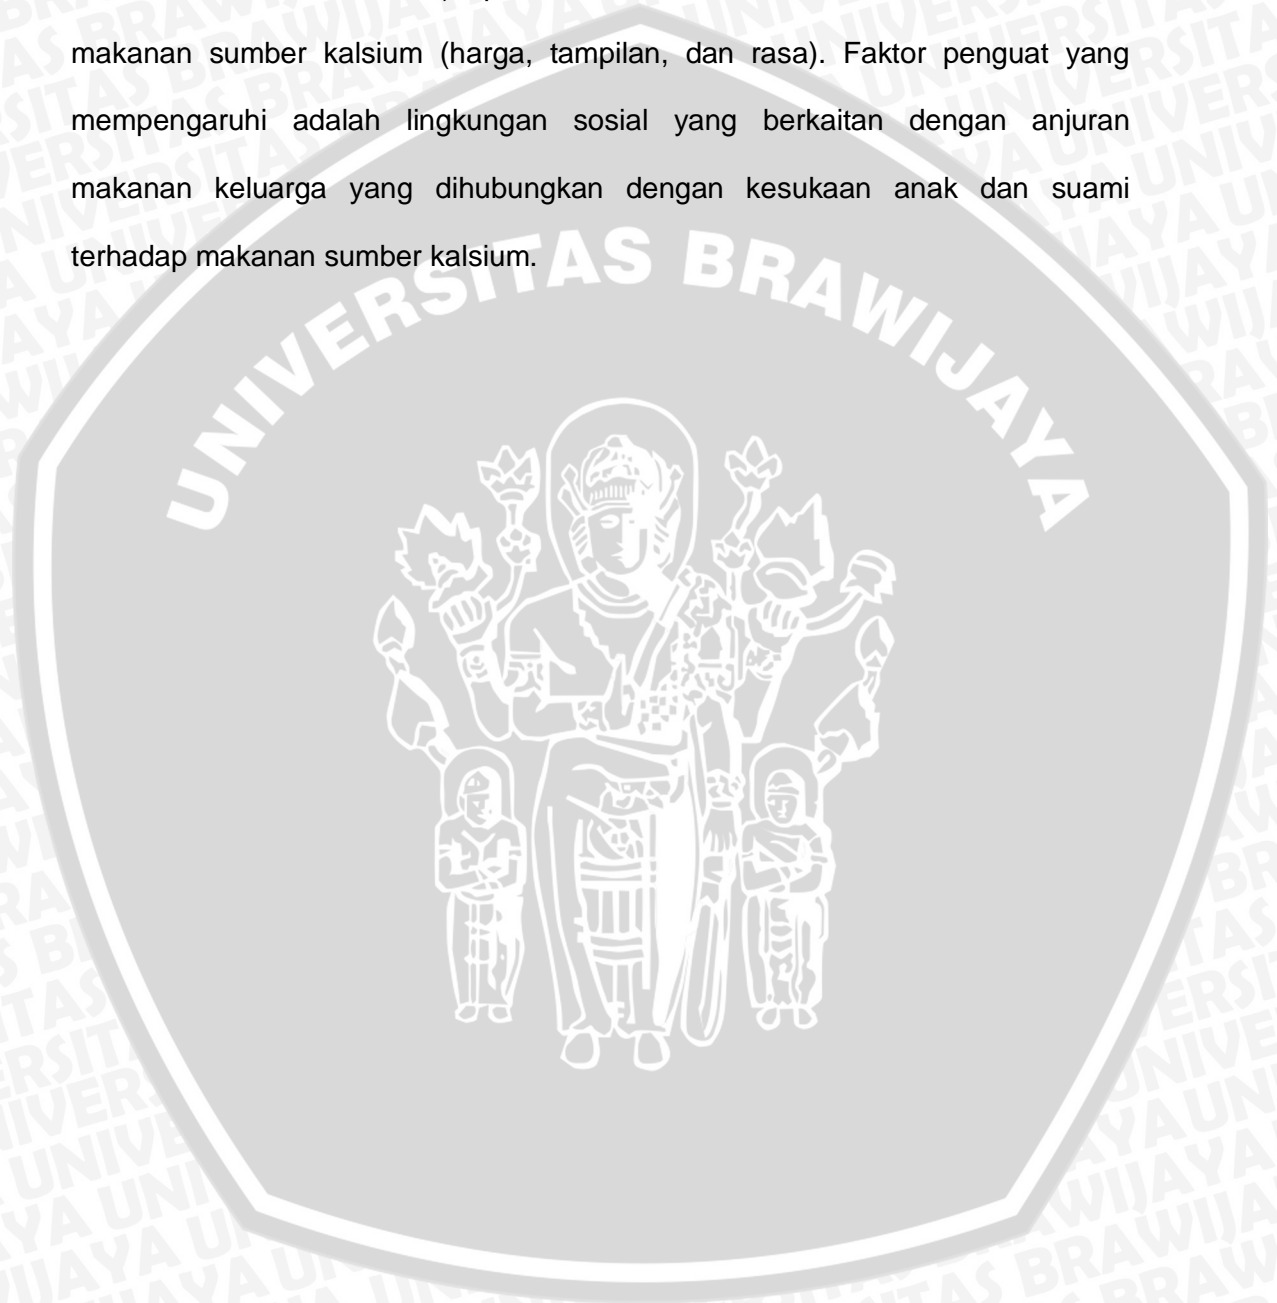 makanan sumber kalsium (harga, tampilan, dan rasa). Faktor penguat yang
mempengaruhi adalah lingkungan sosial yang berkaitan dengan anjuran
makanan keluarga yang dihubungkan dengan kesukaan anak dan suami
terhadap makanan sumber kalsium.
UNIVERSITAS BRAWIJAYA